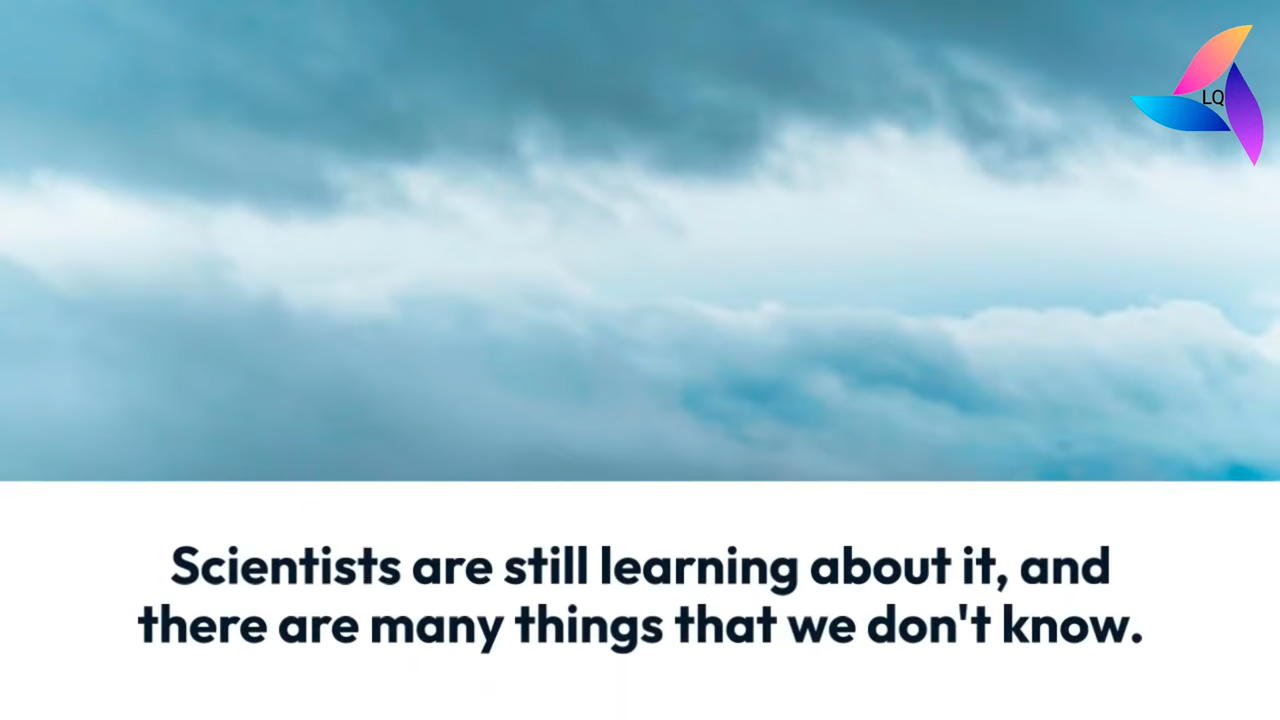 LQ
Scientists are still learning about it, and
there are many things that we don't know.